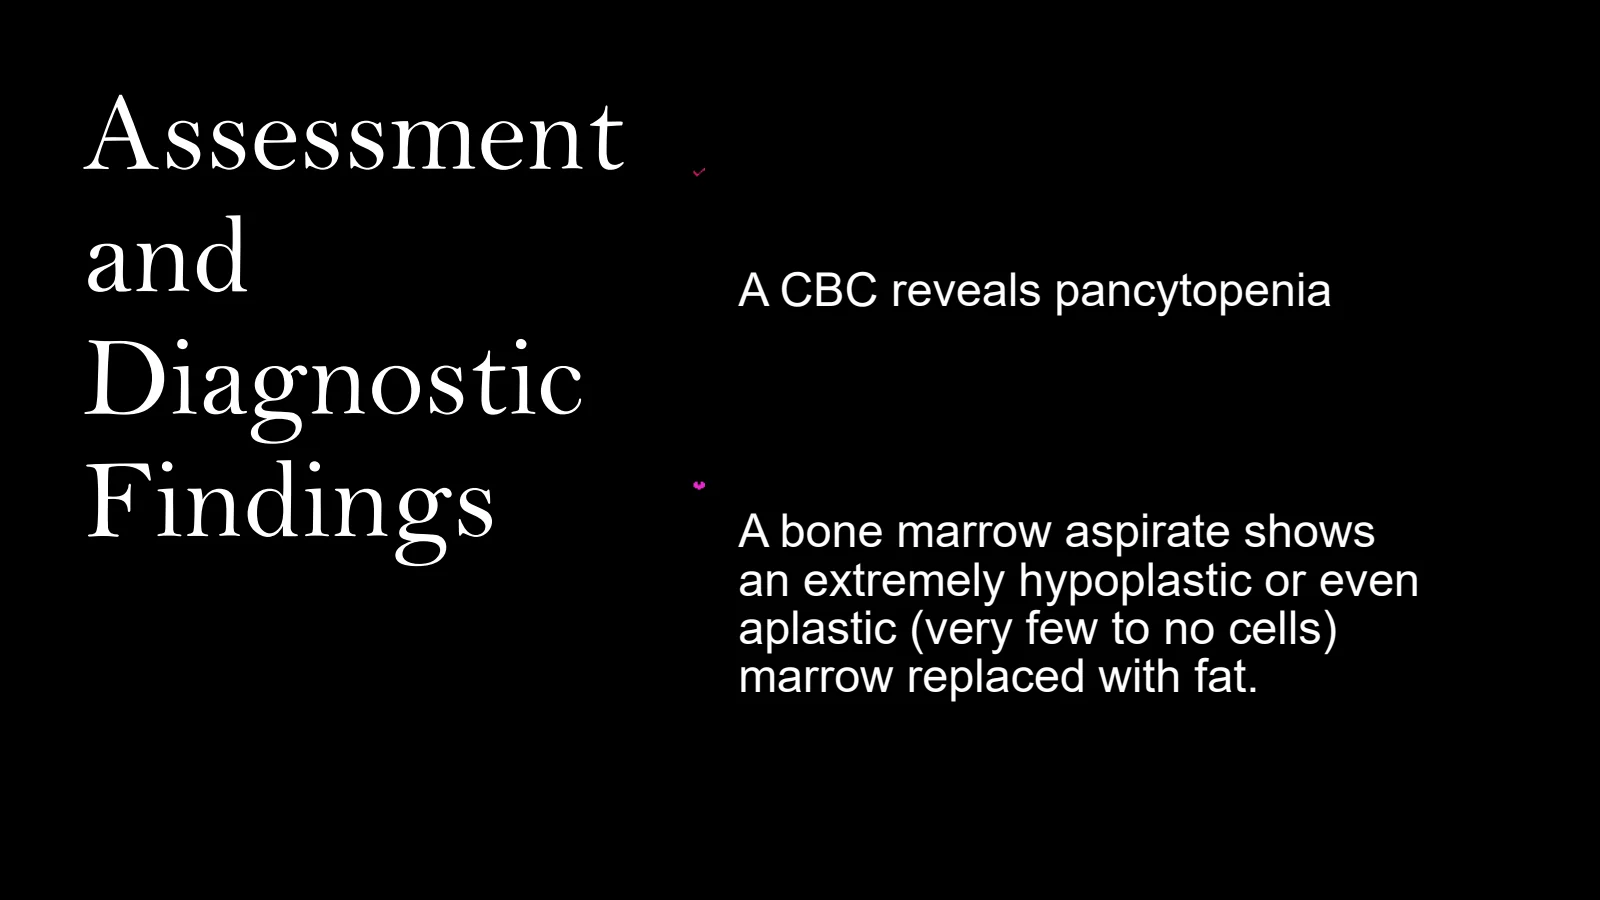 Assessment
and
Diagnostic
Findings
A CBC reveals pancytopenia
A bone marrow aspirate shows
an extremely hypoplastic or even
aplastic (very few to no cells)
marrow replaced with fat.